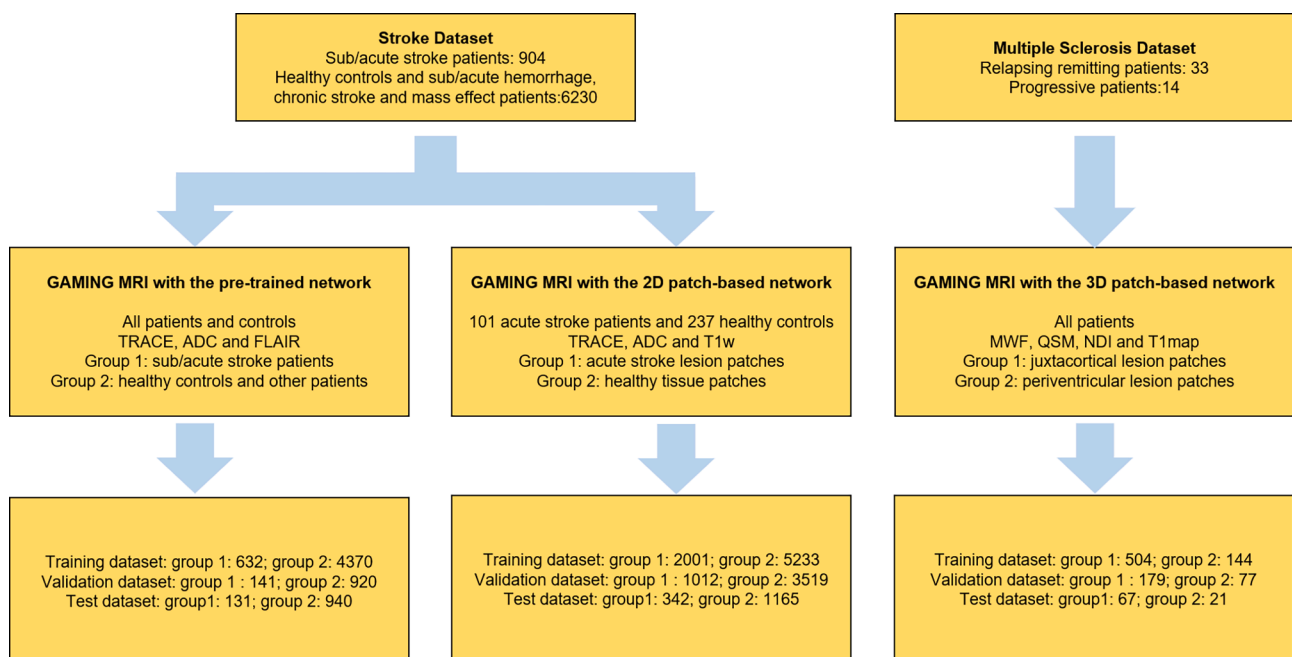 Stroke Dataset
Sub/acute stroke patients: 904
Healthy controls and sub/acute hemorrhage,
chronic stroke and mass effect patients:6230
Multiple Sclerosis Dataset
Relapsing remitting patients: 33
Progressive patients:14
GAMING MRI with the pre-trained network
All patients and controls
TRACE, ADC and FLAIR
Group 1: sub/acute stroke patients
Group 2: healthy controls and other patients
GAMING MRI with the 2D patch-based network
101 acute stroke patients and 237 healthy controls
TRACE, ADC and T1w
Group 1: acute stroke lesion patches
Group 2: healthy tissue patches
GAMING MRI with the 3D patch-based network
All patients
MWF, QSM, NDI and T1map
Group 1: juxtacortical lesion patches
Group 2: periventricular lesion patches
Training dataset: group 1: 632; group 2: 4370
Validation dataset: group 1 : 141; group 2: 920
Test dataset: group1: 131; group 2: 940
Training dataset: group 1: 2001; group 2: 5233
Validation dataset: group 1 : 1012; group 2: 3519
Test dataset: group1: 342; group 2: 1165
Training dataset: group 1: 504; group 2: 144
Validation dataset: group 1 : 179; group 2: 77
Test dataset: group1: 67; group 2: 21